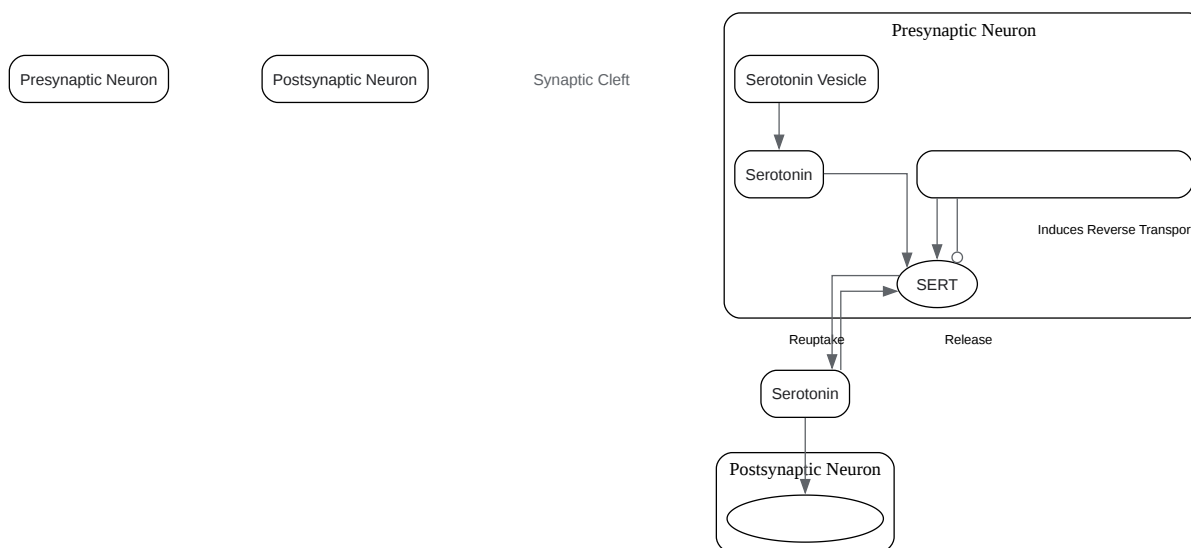 Presynaptic Neuron
Presynaptic Neuron
Postsynaptic Neuron
Synaptic Cleft
Serotonin Vesicle
Serotonin
Induces Reverse Transpor
SERT
Reuptake
Release
Serotonin
Postsynaptic Neuron